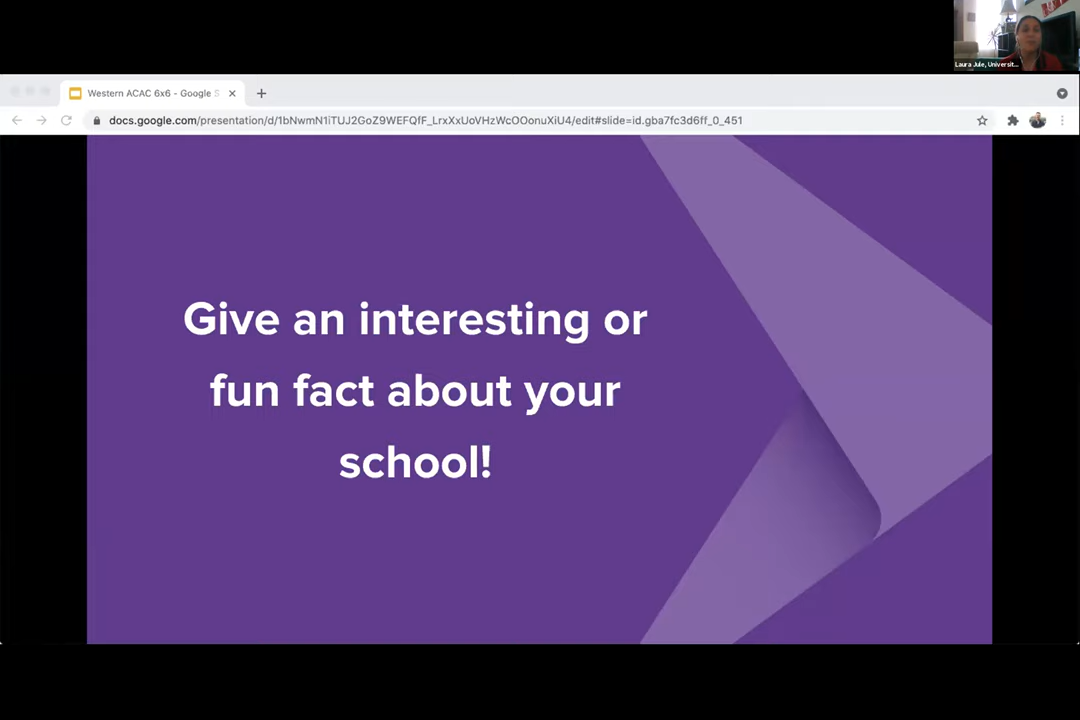 Laura Jule, Universit...
Western ACAC 6x6 - Google S
docs.google.com/presentation/d/1bNwmN1iTUJ2GoZ9WEFQfF_LrxXxUoVHzWcOOonuXiU4/edit#slide=id.gba7fc3d6ff_0_451
Give an interesting or
fun fact about your
school!